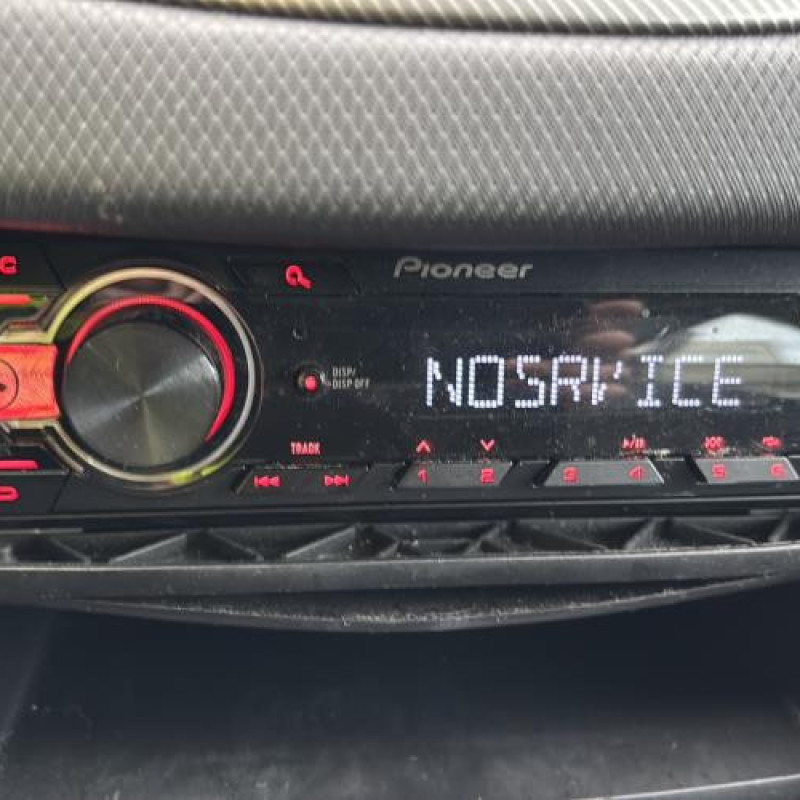 Pioneer
DISP/
DISP OFF
NOSRVICE
TRACK
1 2 3 4 5 6